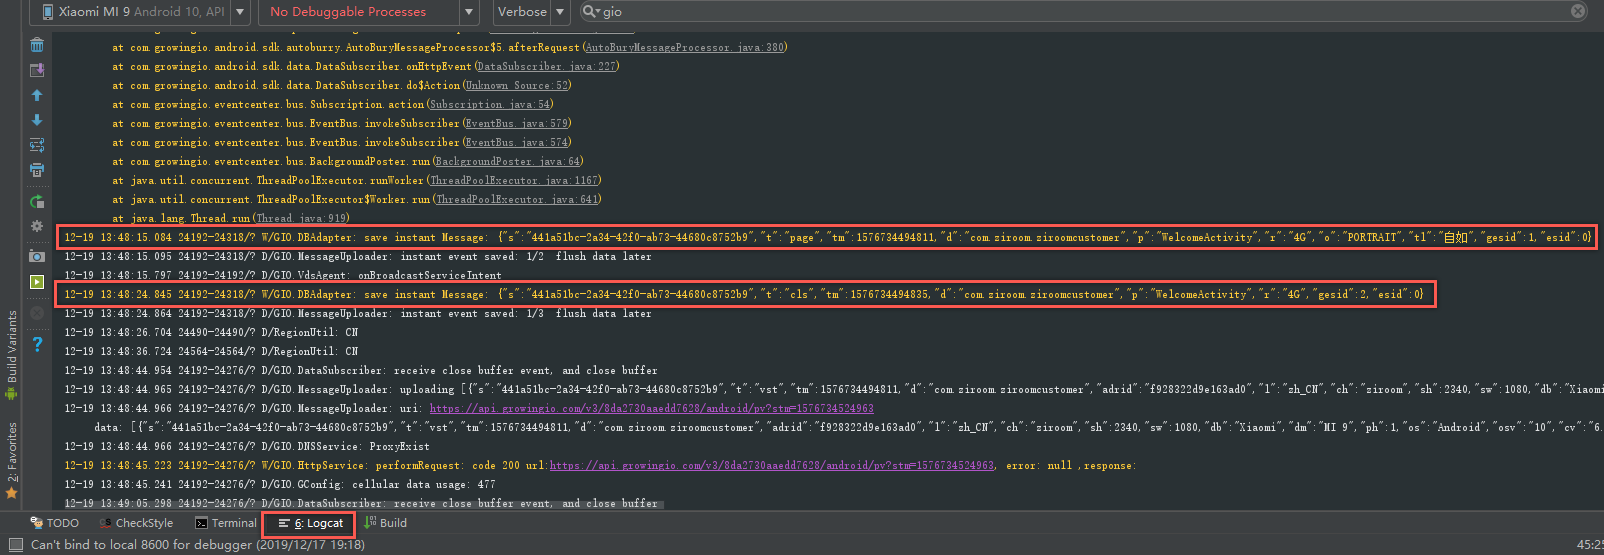 Xiaomi MI 9 Android 10, API
No Debuggable Processes
Verbose
gio
at com.growingio.android.sdk.autoburry.AutoBuryMessageProcessor$5.afterRequest(AutoBuryMessageProcessor.java:380)
at com.growingio.android.sdk.data.DataSubscriber.onHttpEvent(DataSubscriber.java:227)
at com.growingio.android.sdk.data.DataSubscriber.do$Action(Unknown Source:52)
at com.growingio.eventcenter.bus.Subscription.action(Subscription.java:54)
at com.growingio.eventcenter.bus.EventBus.invokeSubscriber(EventBus.java:579)
at com.growingio.eventcenter.bus.EventBus.invokeSubscriber(EventBus.java:574)
at com.growingio.eventcenter.bus.BackgroundPoster.run(BackgroundPoster.java:64)
at java.util.concurrent.ThreadPoolExecutor.runWorker(ThreadPoolExecutor.java:1167)
at java.util.concurrent.ThreadPoolExecutor$Worker.run(ThreadPoolExecutor.java:641)
at java.lang.Thread.run(Thread.java:919)
12-19 13:48:15.084 24192-24318/? W/GIO.DBAdapter: save instant Message: {"s":"441a51bc-2a34-42f0-ab73-44680c8752b9","t":"page","tm":1576734494811,"d":"com.ziroom.ziroomcustomer","p":"WelcomeActivity","r":"4G","o":"PORTRAIT","tl":"自如","gesid":1,"esid":0}
12-19 13:48:15.095 24192-24318/? D/GIO.MessageUploader: instant event saved: 1/2  flush data later
12-19 13:48:15.797 24192-24192/? D/GIO.VdsAgent: onBroadcastServiceIntent
12-19 13:48:24.845 24192-24318/? W/GIO.DBAdapter: save instant Message: {"s":"441a51bc-2a34-42f0-ab73-44680c8752b9","t":"cls","tm":1576734494835,"d":"com.ziroom.ziroomcustomer","p":"WelcomeActivity","r":"4G","gesid":2,"esid":0}
12-19 13:48:24.864 24192-24318/? D/GIO.MessageUploader: instant event saved: 1/3  flush data later
12-19 13:48:26.704 24490-24490/? D/RegionUtil: CN
12-19 13:48:36.724 24564-24564/? D/RegionUtil: CN
12-19 13:48:44.954 24192-24276/? D/GIO.DataSubscriber: receive close buffer event, and close buffer
12-19 13:48:44.965 24192-24276/? D/GIO.MessageUploader: uploading [{"s":"441a51bc-2a34-42f0-ab73-44680c8752b9","t":"vst","tm":1576734494811,"d":"com.ziroom.ziroomcustomer","adrid":"f928322d9e163ad0","l":"zh_CN","ch":"ziroom","sh":2340,"sw":1080,"db":"Xiaom
12-19 13:48:44.966 24192-24276/? D/GIO.MessageUploader: uri: https://api.growingio.com/v3/8da2730aaedd7628/android/pv?stm=1576734524963
data: [{"s":"441a51bc-2a34-42f0-ab73-44680c8752b9","t":"vst","tm":1576734494811,"d":"com.ziroom.ziroomcustomer","adrid":"f928322d9e163ad0","l":"zh_CN","ch":"ziroom","sh":2340,"sw":1080,"db":"Xiaomi","dm":"MI 9","ph":1,"os":"Android","osv":"10","cv":"6.
12-19 13:48:44.966 24192-24276/? D/GIO.DNSService: ProxyExist
12-19 13:48:45.223 24192-24276/? W/GIO.HttpService: performRequest: code 200 url:https://api.growingio.com/v3/8da2730aaedd7628/android/pv?stm=1576734524963, error: null ,response:
12-19 13:48:45.241 24192-24276/? D/GIO.GConfig: cellular data usage: 477
12-19 13:49:05.298 24192-24276/? D/GIO.DataSubscriber: receive close buffer event, and close buffer
Build Variants
2: Favorites
TODO
CheckStyle
Terminal
6: Logcat
Build
Can't bind to local 8600 for debugger (2019/12/17 19:18)
45:25